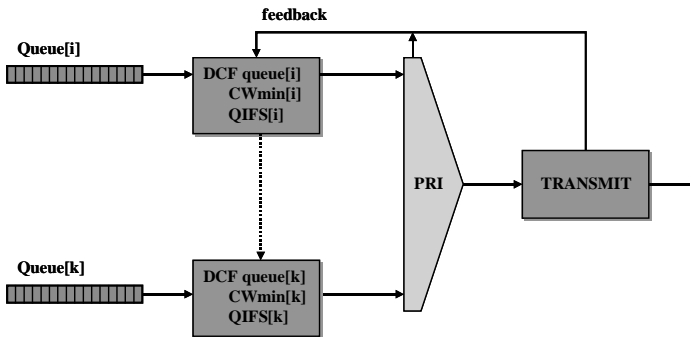 feedback
Queue[i]
DCF queue[i]
CWmin[i]
QIFS[i]
PRI
TRANSMIT
Queue[k]
DCF queue[k]
CWmin[k]
QIFS[k]